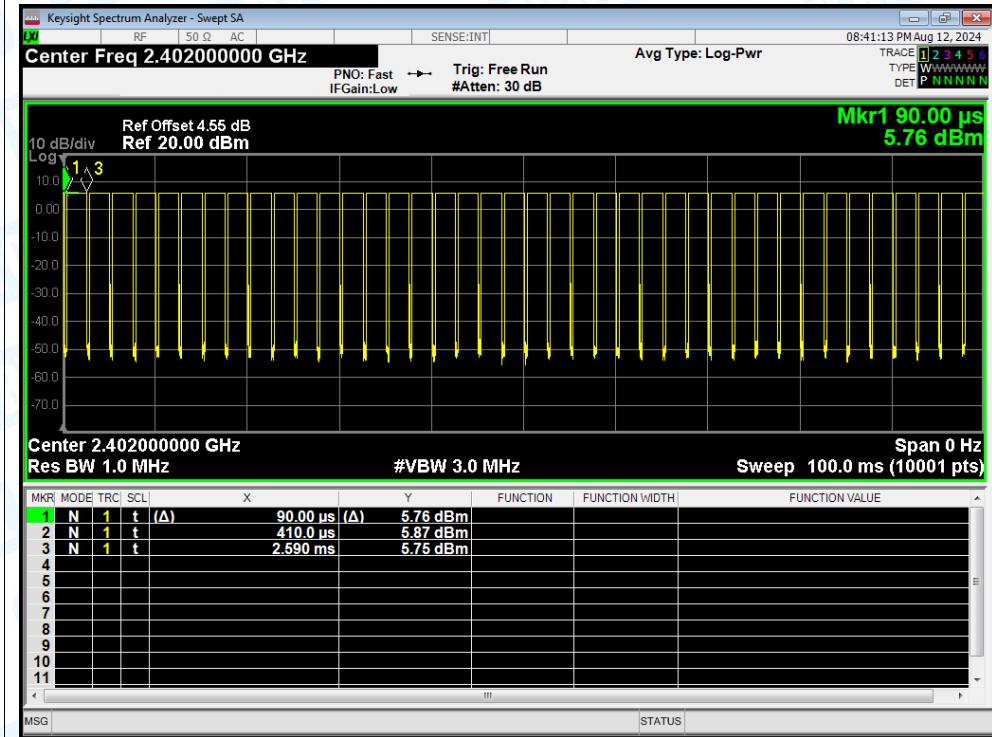 Keysight Spectrum Analyzer - Swept SA
LXI RF 50 Ω AC SENSE:INT 08:41:13 PM Aug 12, 2024
Center Freq 2.402000000 GHz Avg Type: Log-Pwr TRACE 1 2 3 4 5 6
PNO: Fast Trig: Free Run TYPE W W W W W W
IFGain:Low #Atten: 30 dB DET P N N N N N
Mkr1 90.00 µs
5.76 dBm
Ref Offset 4.55 dB
10 dB/div Ref 20.00 dBm
Log
1 3
10.0
0.00
-10.0
-20.0
-30.0
-40.0
-50.0
-60.0
-70.0
Center 2.402000000 GHz Span 0 Hz
Res BW 1.0 MHz #VBW 3.0 MHz Sweep 100.0 ms (10001 pts)
MKR MODE TRC SCL X Y FUNCTION FUNCTION WIDTH FUNCTION VALUE
1 N 1 t (Δ) 90.00 µs (Δ) 5.76 dBm
2 N 1 t 410.0 µs 5.87 dBm
3 N 1 t 2.590 ms 5.75 dBm
4
5
6
7
8
9
10
11
MSG STATUS